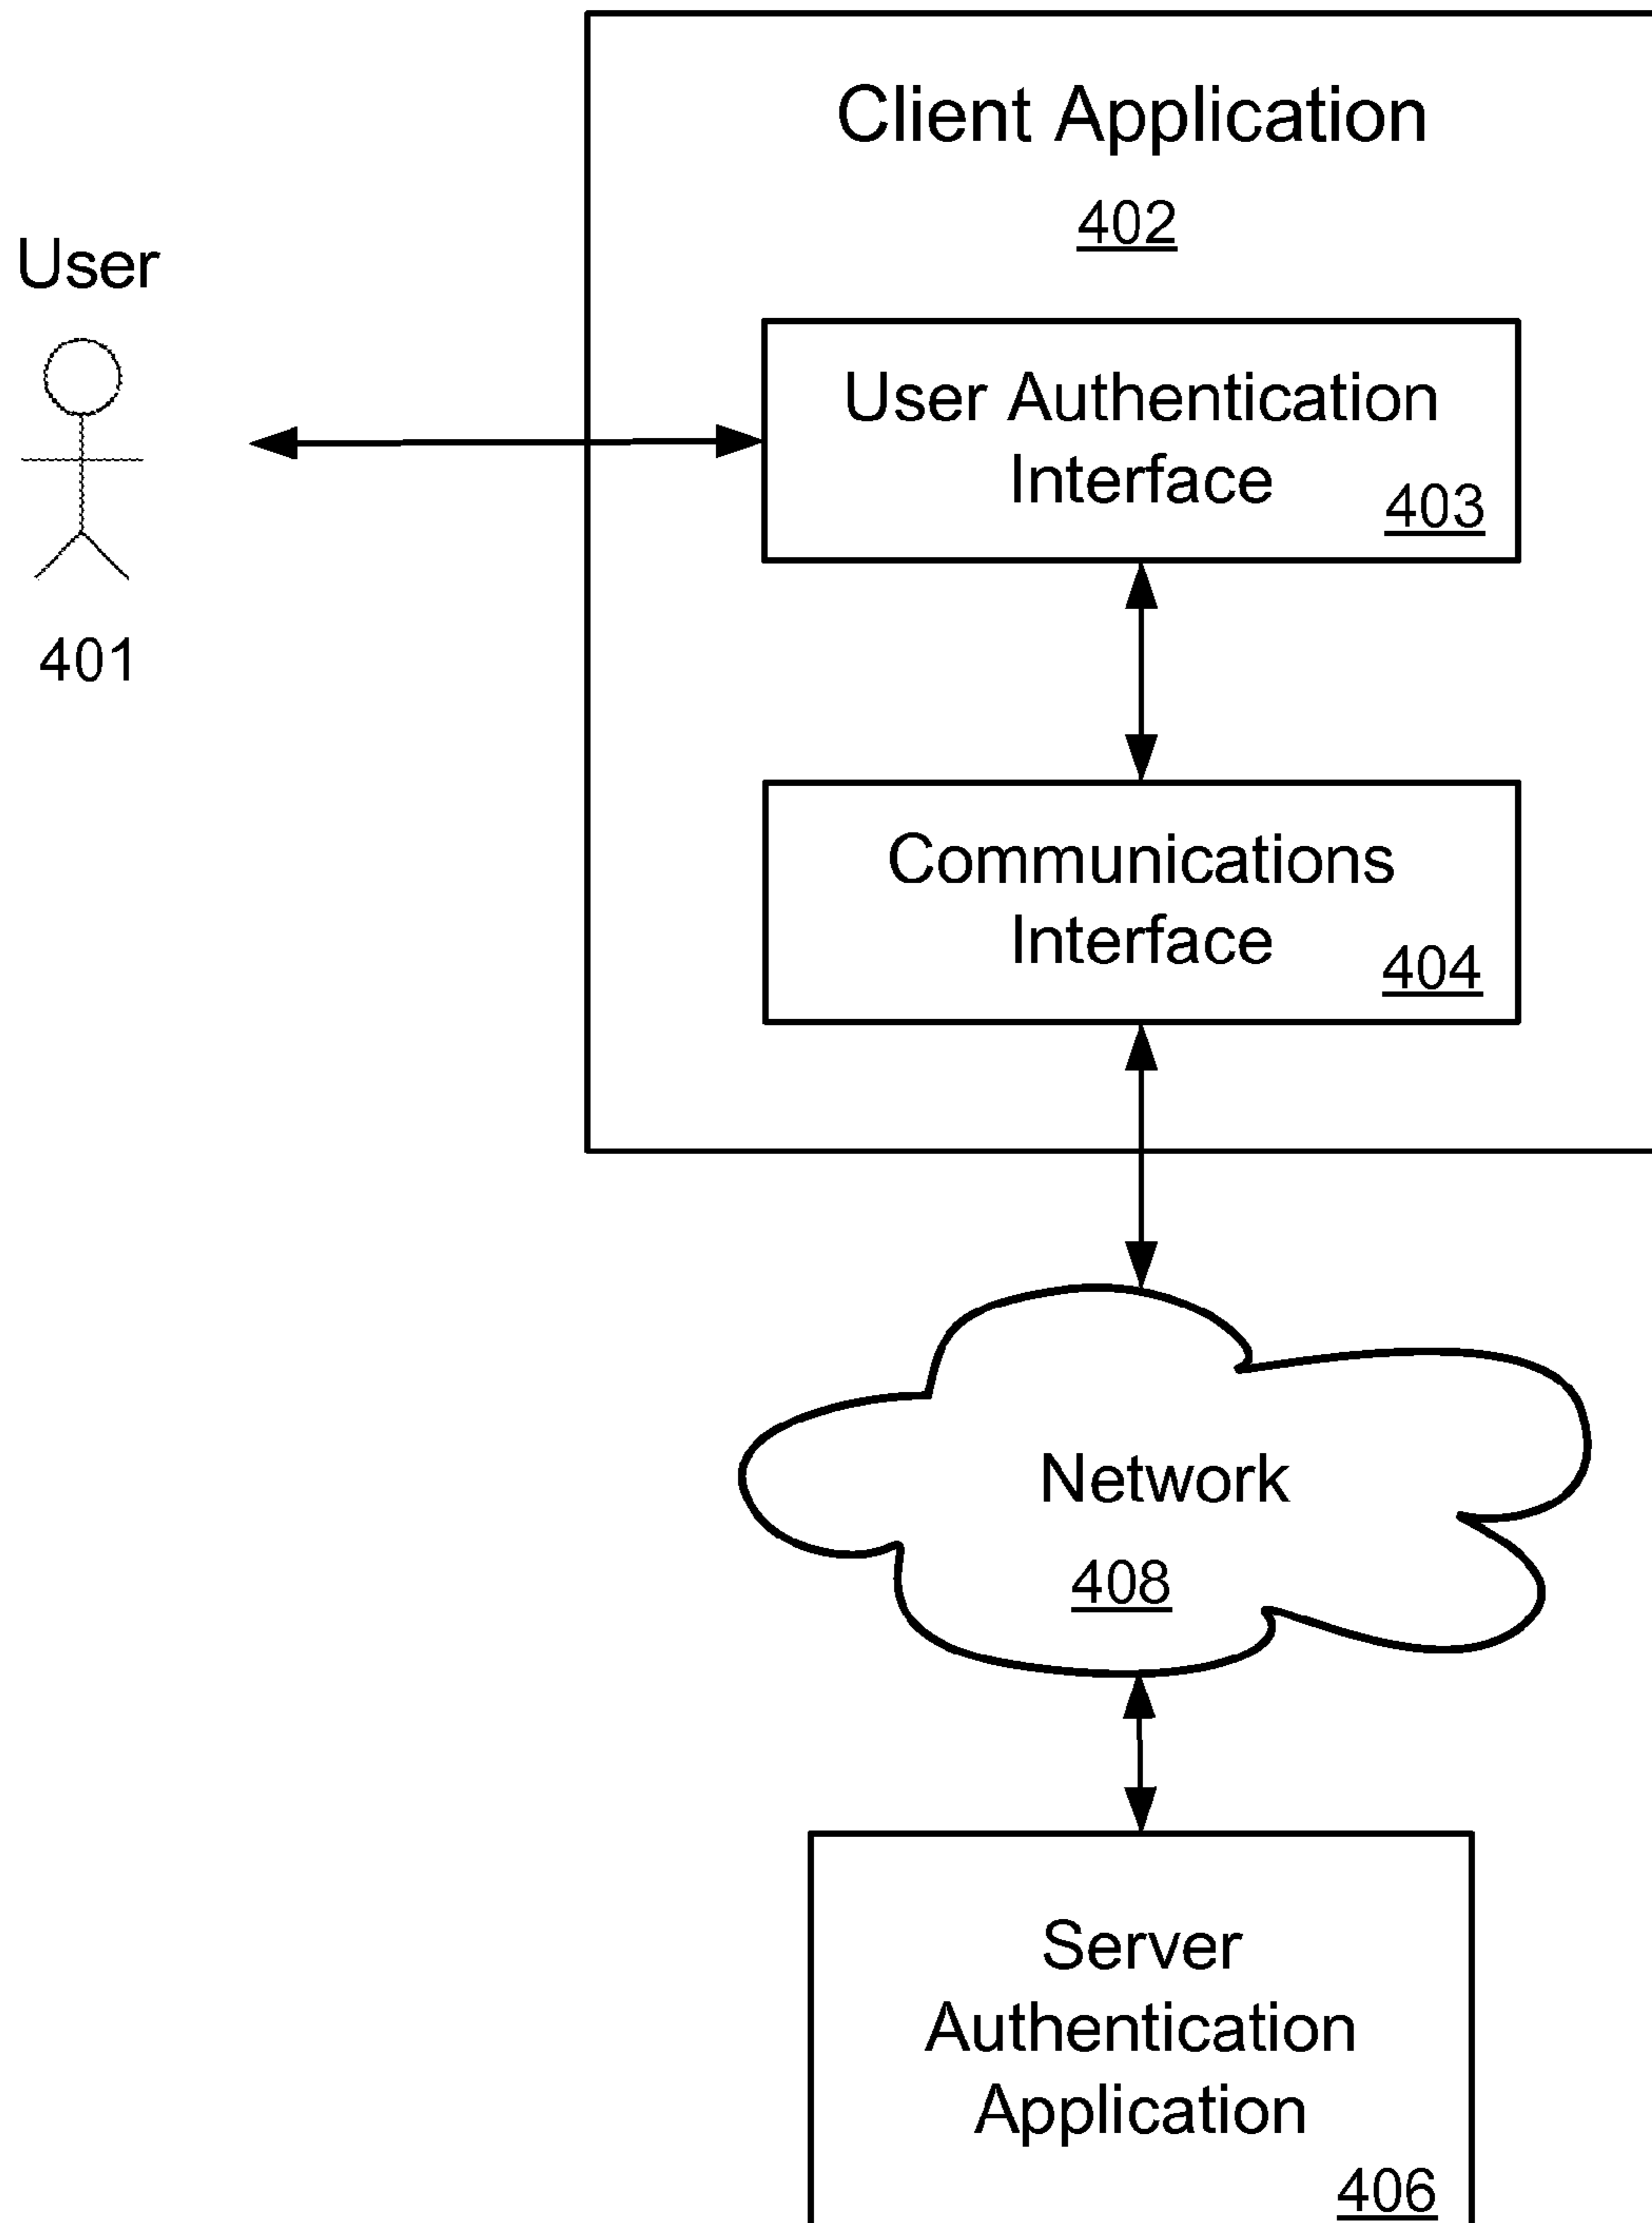 Client Application
402
User
401
User Authentication
Interface
403
Communications
Interface
404
Network
408
Server
Authentication
Application
406